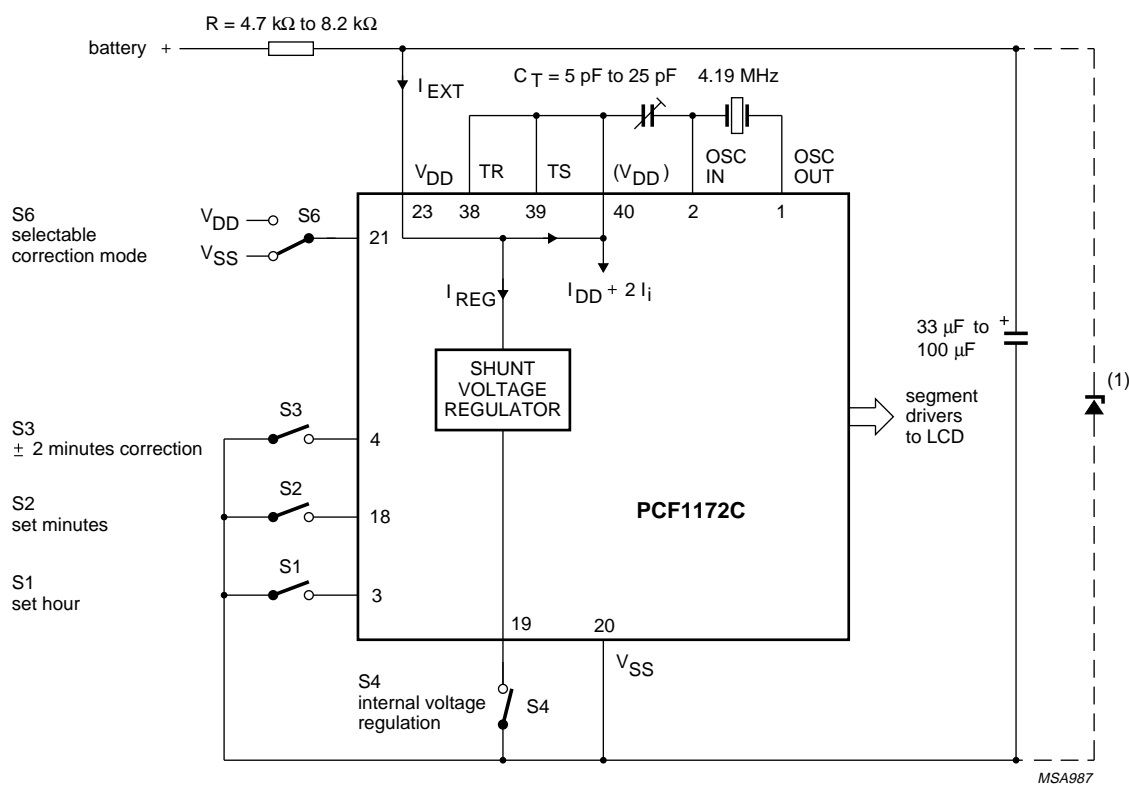 R = 4.7 kΩ to 8.2 kΩ
battery +
I EXT
C T = 5 pF to 25 pF
4.19 MHz
V DD
TR
TS
(V DD )
OSC
IN
OSC
OUT
23
38
39
40
2
1
S6
selectable
correction mode
V DD
V SS
S6
21
I REG
I DD + 2 I i
33 µF to
100 µF
+
SHUNT
VOLTAGE
REGULATOR
(1)
segment
drivers
to LCD
S3
± 2 minutes correction
S3
4
S2
set minutes
S2
18
PCF1172C
S1
set hour
S1
3
19
20
V SS
S4
internal voltage
regulation
S4
MSA987